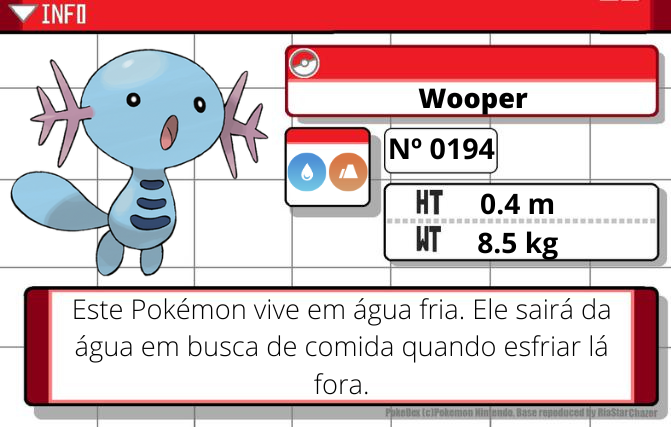 INFO
Wooper
Nº 0194
HT 0.4 m
WT 8.5 kg
Este Pokémon vive em água fria. Ele sairá da
água em busca de comida quando esfriar lá
fora.
PokeDex (c)Pokemon Nintendo. Base repoduced by RiaStarChazer